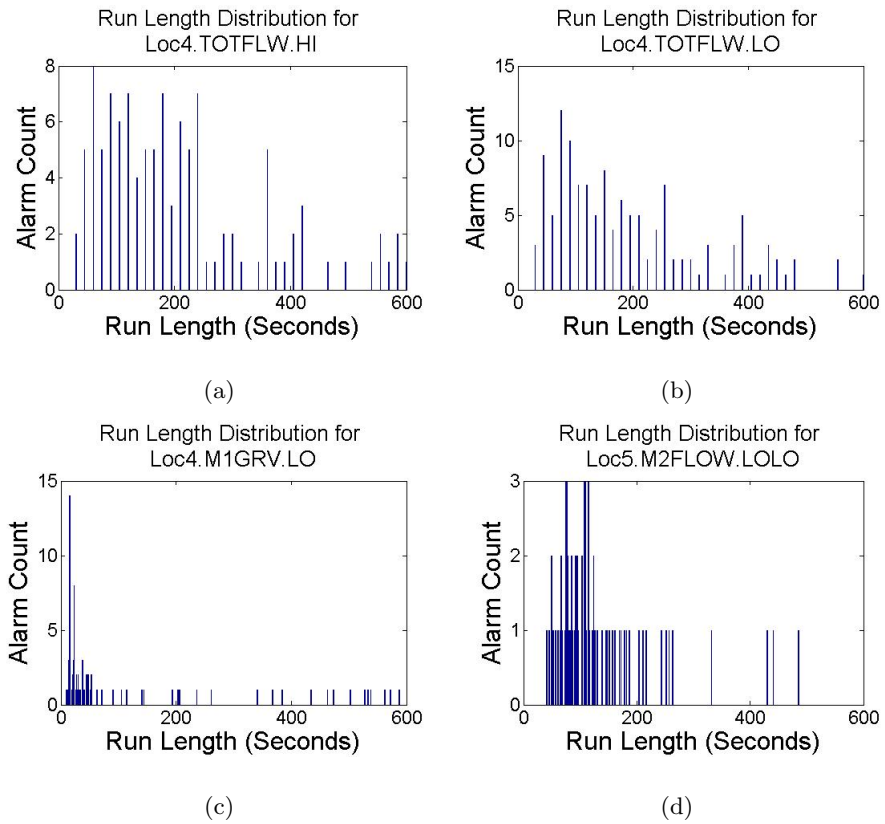 Run Length Distribution for
Loc4.TOTFLW.HI
8
6
4
2
0
Alarm Count
0 200 400 600
Run Length (Seconds)
(a)
Run Length Distribution for
Loc4.TOTFLW.LO
15
10
5
0
Alarm Count
0 200 400 600
Run Length (Seconds)
(b)
Run Length Distribution for
Loc4.M1GRV.LO
15
10
5
0
Alarm Count
0 200 400 600
Run Length (Seconds)
(c)
Run Length Distribution for
Loc5.M2FLOW.LOLO
3
2
1
0
Alarm Count
0 200 400 600
Run Length (Seconds)
(d)